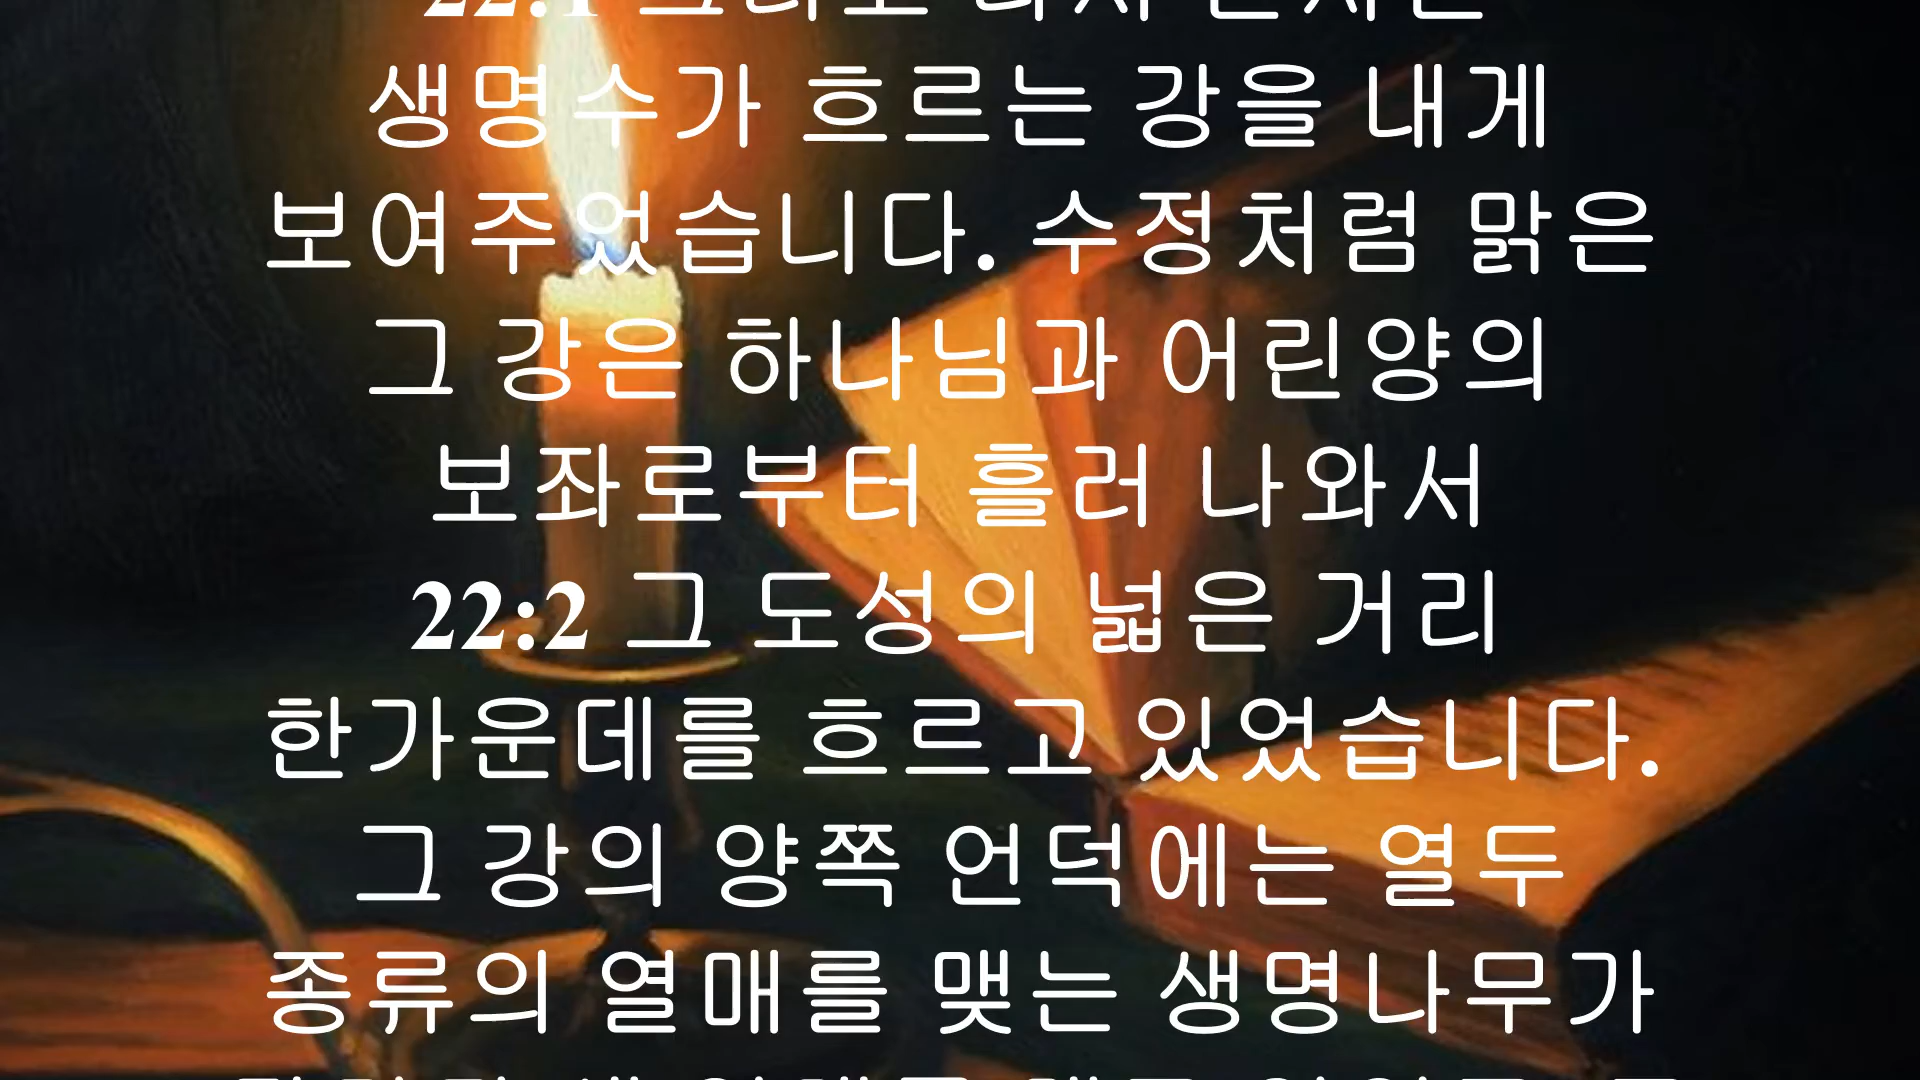 생명수가 흐르는 강을 내게
보여주었습니다. 수정처럼 맑은
그 강은 하나님과 어린양의
보좌로부터 흘러 나와서
22:2 그 도성의 넓은 거리
한가운데를 흐르고 있었습니다.
그 강의 양쪽 언덕에는 열두
종류의 열매를 맺는 생명나무가